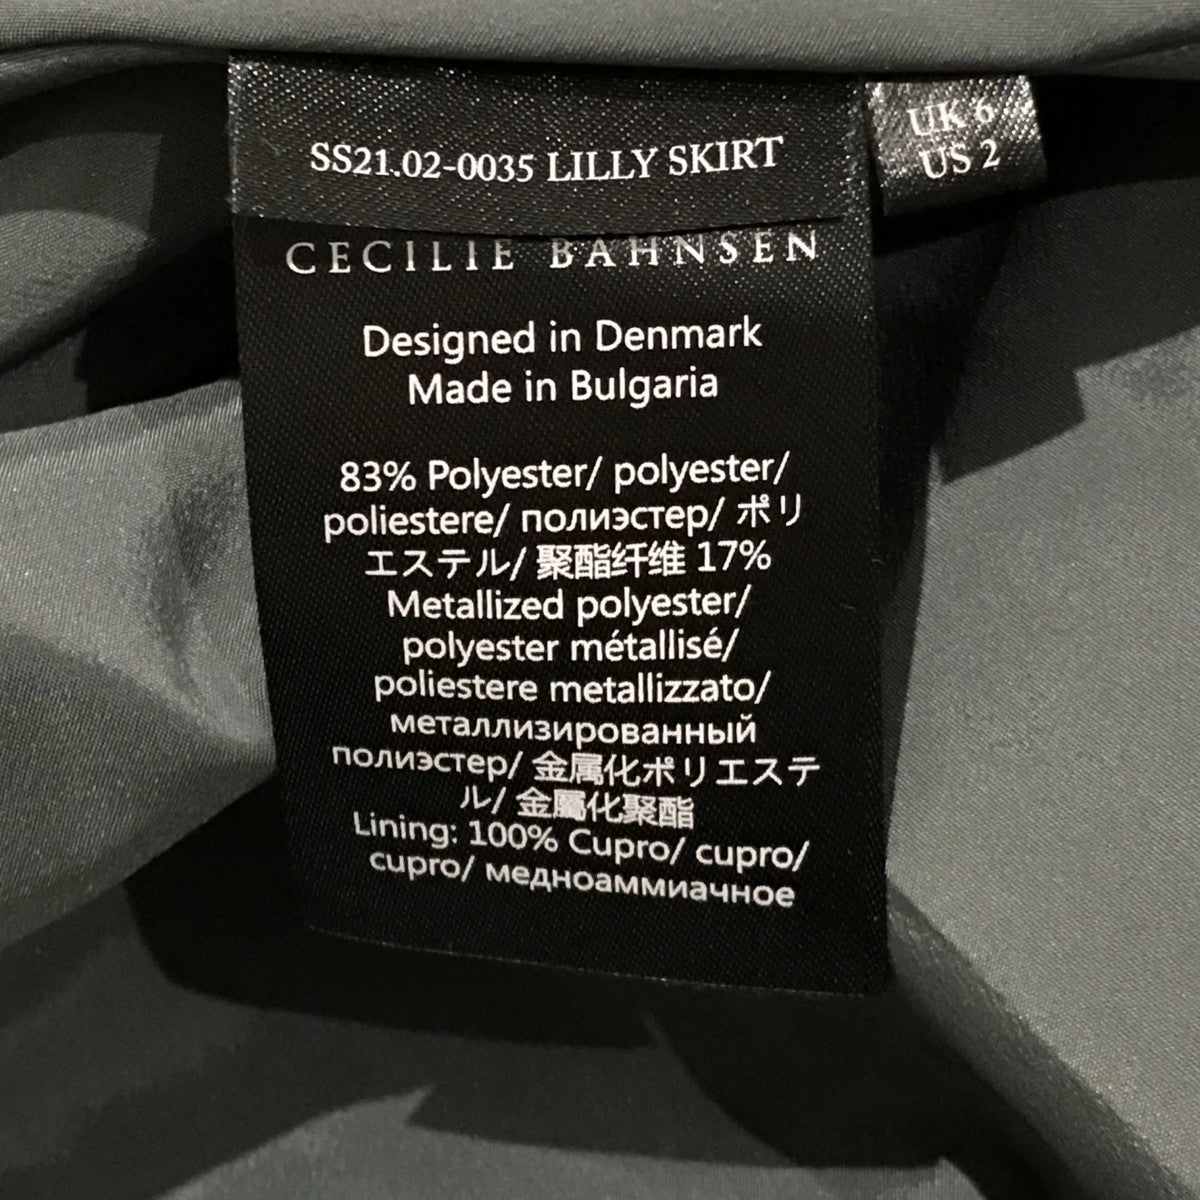 SS21.02-0035 LILLY SKIRT
UK 6
US 2
CECILIE BAHNSEN
Designed in Denmark
Made in Bulgaria
83% Polyester/ polyester/
poliestere/ полиэстер/ ポリ
エステル/ 聚酯纤维 17%
Metallized polyester/
polyester métallisé/
poliestere metallizzato/
металлизированный
полиэстер/ 金属化ポリエステ
ル/ 金屬化聚酯
Lining: 100% Cupro/ cupro/
cupro/ медноаммиачное